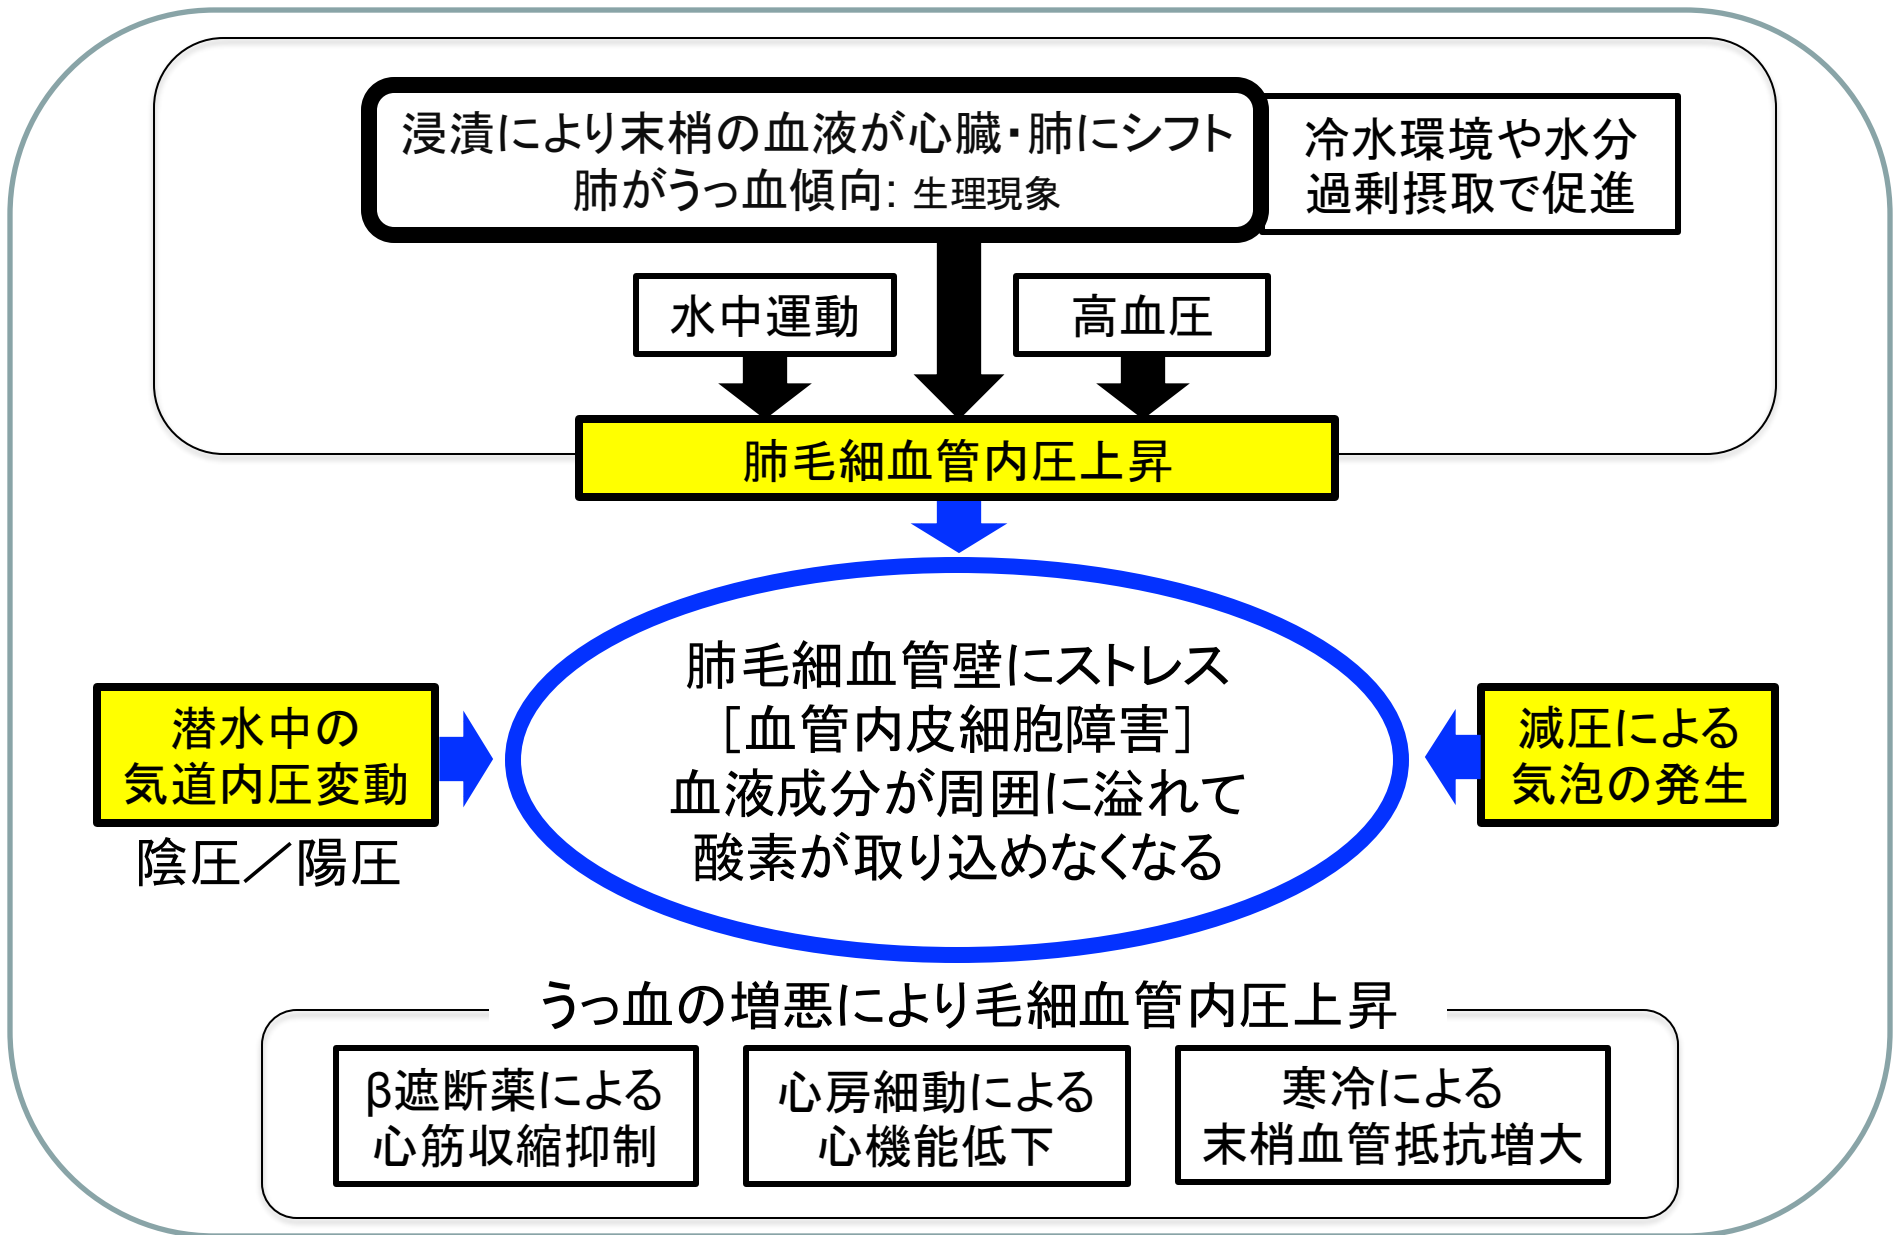 浸漬により末梢の血液が心臓・肺にシフト
肺がうっ血傾向: 生理現象
冷水環境や水分
過剰摂取で促進
水中運動
高血圧
肺毛細血管内圧上昇
肺毛細血管壁にストレス
［血管内皮細胞障害］
血液成分が周囲に溢れて
酸素が取り込めなくなる
潜水中の
気道内圧変動
陰圧／陽圧
減圧による
気泡の発生
うっ血の増悪により毛細血管内圧上昇
β遮断薬による
心筋収縮抑制
心房細動による
心機能低下
寒冷による
末梢血管抵抗増大